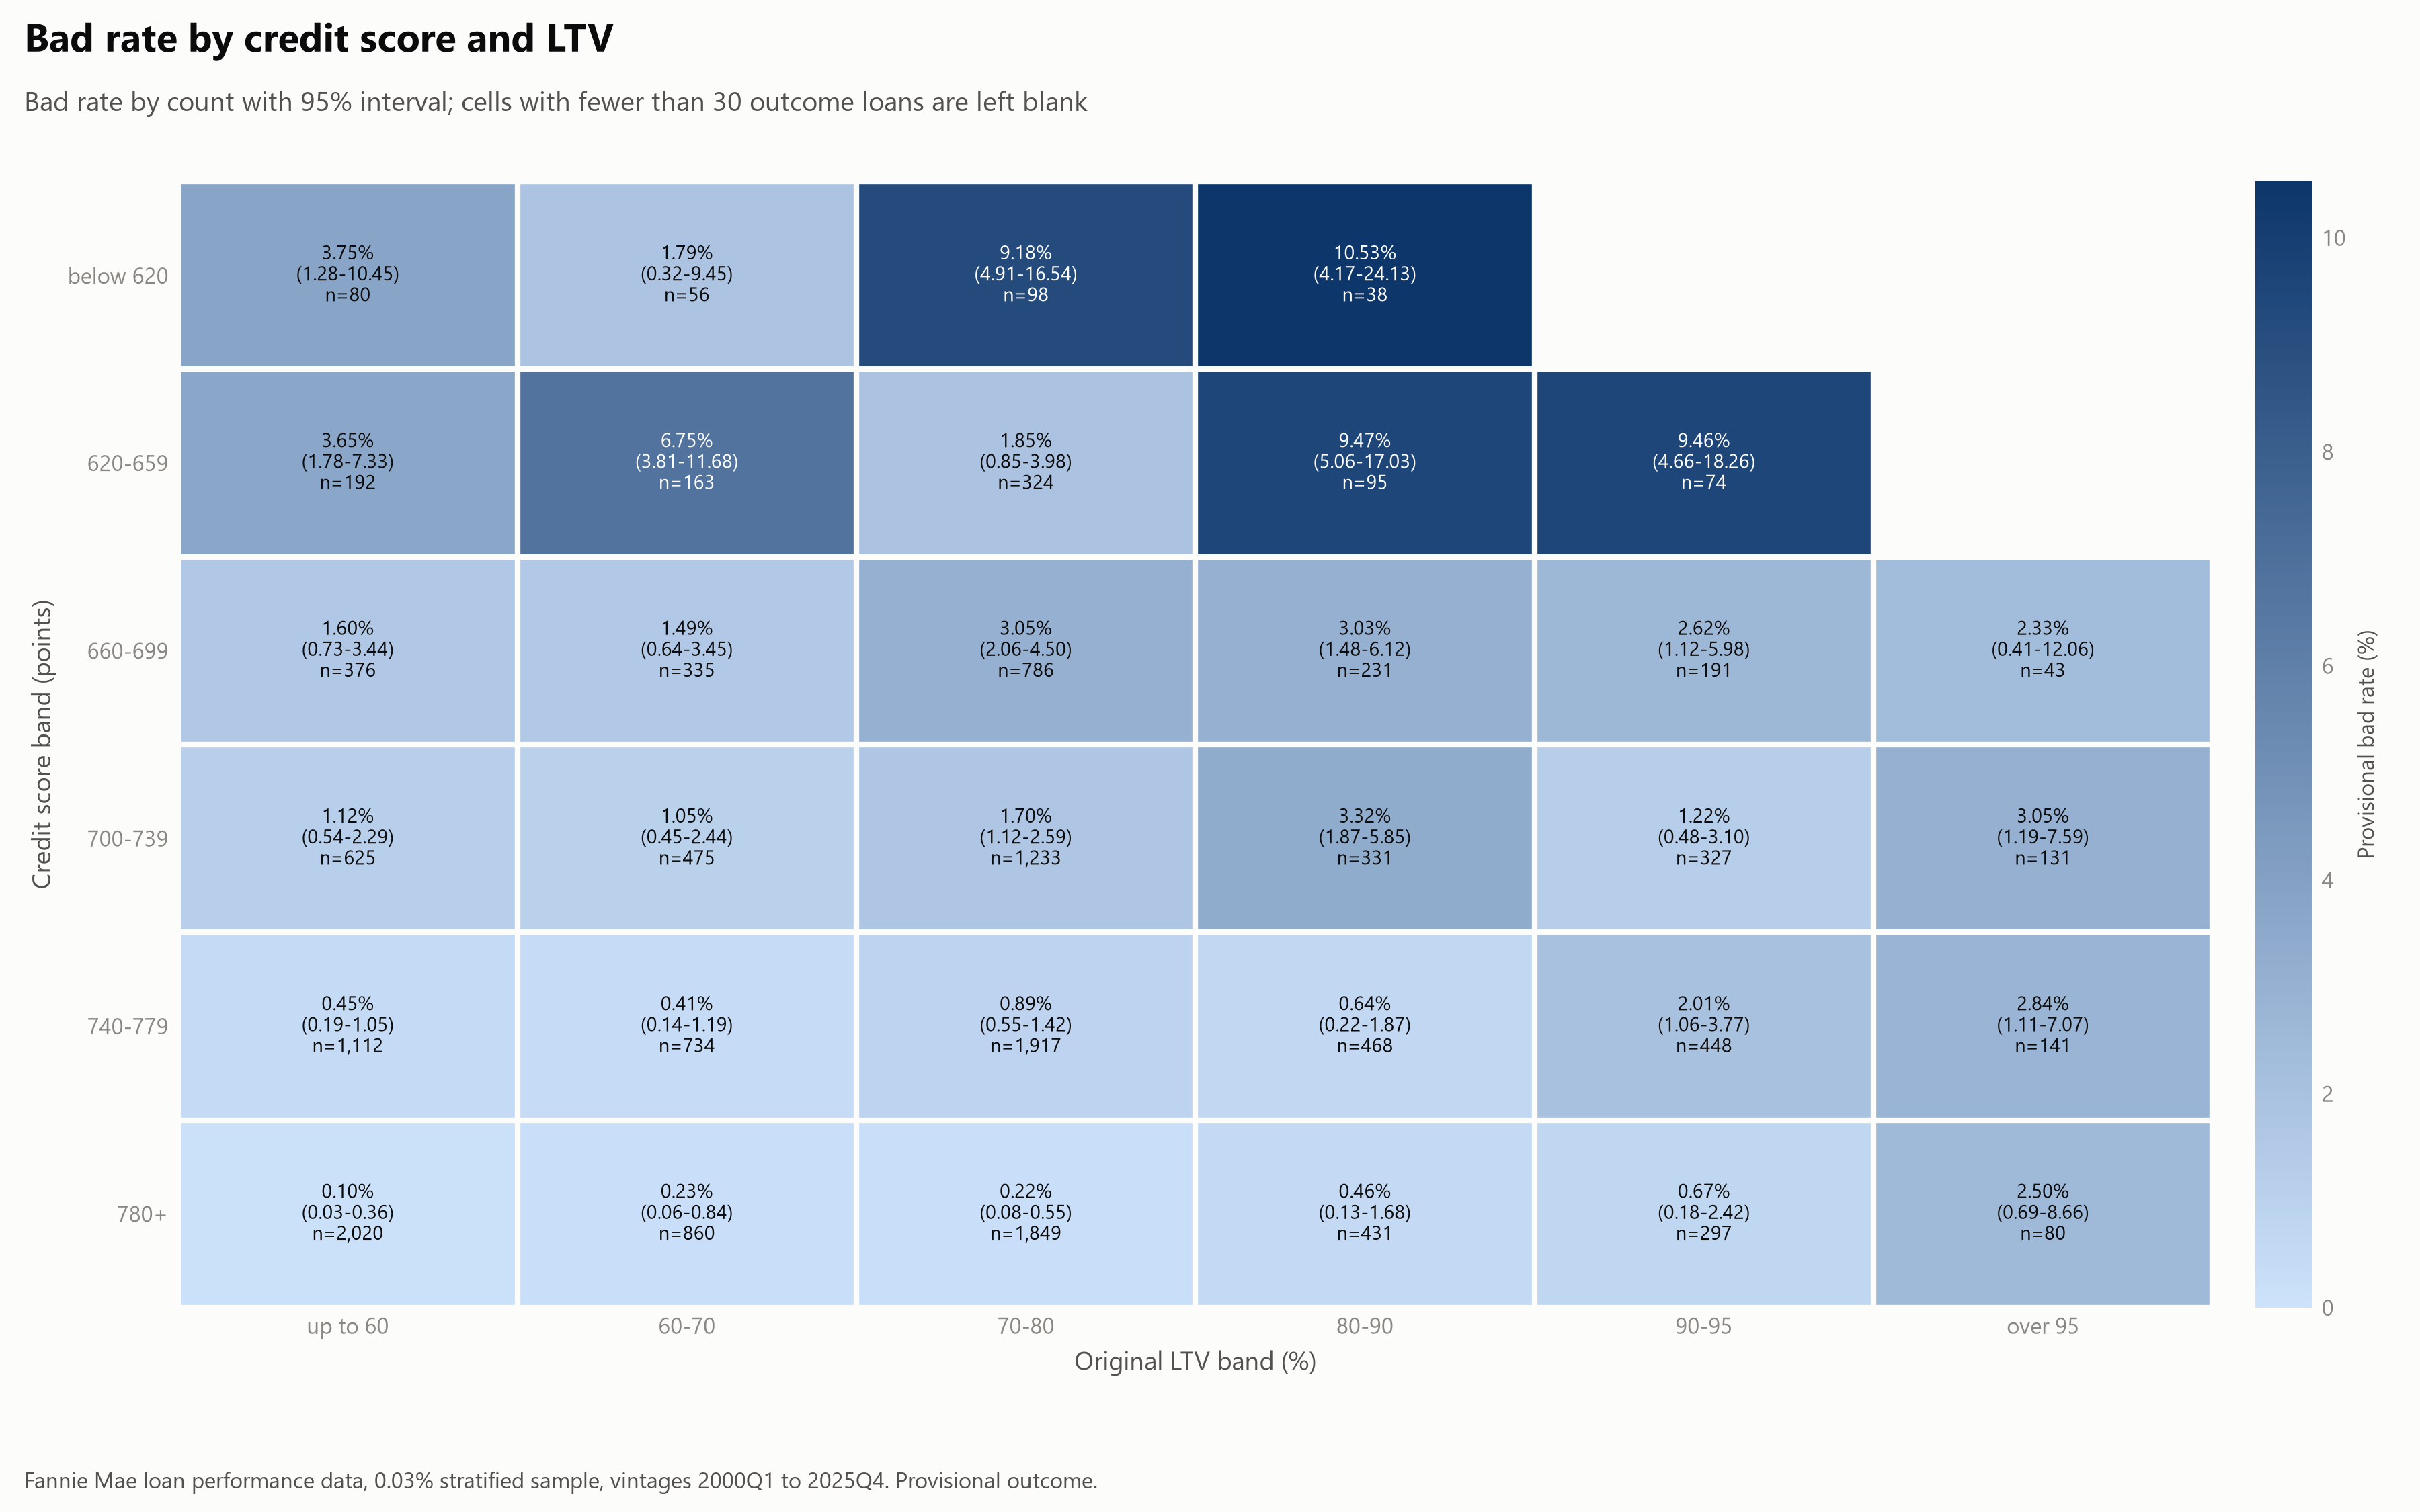 Bad rate by credit score and LTV
Bad rate by count with 95% interval; cells with fewer than 30 outcome loans are left blank
Credit score band (points)
below 620
3.75%
(1.28-10.45)
n=80
1.79%
(0.32-9.45)
n=56
9.18%
(4.91-16.54)
n=98
10.53%
(4.17-24.13)
n=38
620-659
3.65%
(1.78-7.33)
n=192
6.75%
(3.81-11.68)
n=163
1.85%
(0.85-3.98)
n=324
9.47%
(5.06-17.03)
n=95
9.46%
(4.66-18.26)
n=74
660-699
1.60%
(0.73-3.44)
n=376
1.49%
(0.64-3.45)
n=335
3.05%
(2.06-4.50)
n=786
3.03%
(1.48-6.12)
n=231
2.62%
(1.12-5.98)
n=191
2.33%
(0.41-12.06)
n=43
700-739
1.12%
(0.54-2.29)
n=625
1.05%
(0.45-2.44)
n=475
1.70%
(1.12-2.59)
n=1,233
3.32%
(1.87-5.85)
n=331
1.22%
(0.48-3.10)
n=327
3.05%
(1.19-7.59)
n=131
740-779
0.45%
(0.19-1.05)
n=1,112
0.41%
(0.14-1.19)
n=734
0.89%
(0.55-1.42)
n=1,917
0.64%
(0.22-1.87)
n=468
2.01%
(1.06-3.77)
n=448
2.84%
(1.11-7.07)
n=141
780+
0.10%
(0.03-0.36)
n=2,020
0.23%
(0.06-0.84)
n=860
0.22%
(0.08-0.55)
n=1,849
0.46%
(0.13-1.68)
n=431
0.67%
(0.18-2.42)
n=297
2.50%
(0.69-8.66)
n=80
up to 60
60-70
70-80
80-90
90-95
over 95
Original LTV band (%)
10
8
6
4
2
0
Provisional bad rate (%)
Fannie Mae loan performance data, 0.03% stratified sample, vintages 2000Q1 to 2025Q4. Provisional outcome.